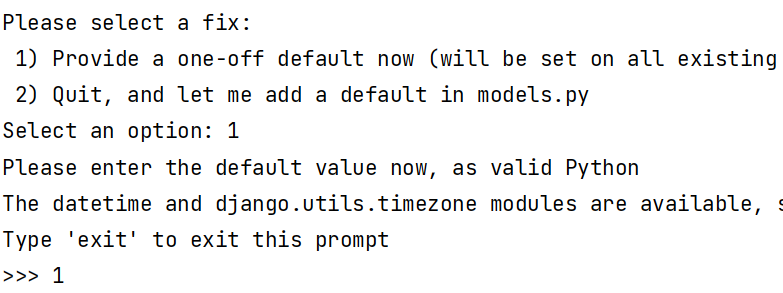 Please select a fix:
1) Provide a one-off default now (will be set on all existing
2) Quit, and let me add a default in models.py
Select an option: 1
Please enter the default value now, as valid Python
The datetime and django.utils.timezone modules are available,
Type 'exit' to exit this prompt
>>> 1